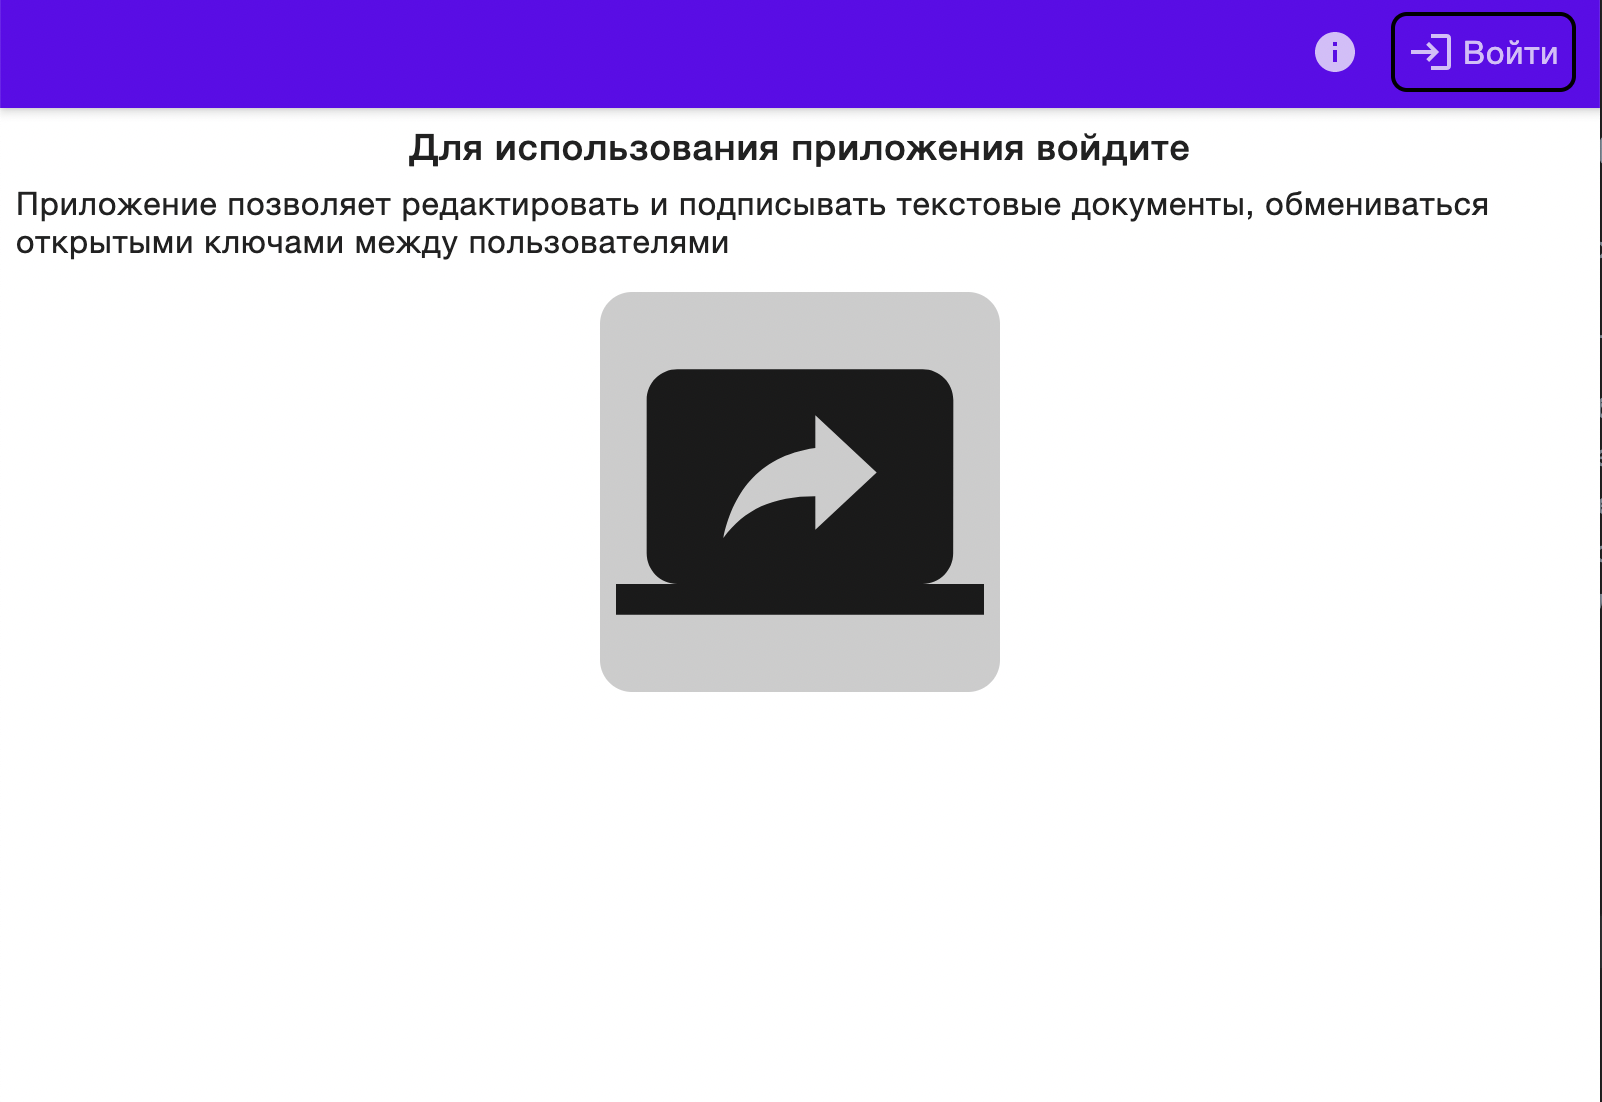 Войти
Для использования приложения войдите
Приложение позволяет редактировать и подписывать текстовые документы, обмениваться
открытыми ключами между пользователями